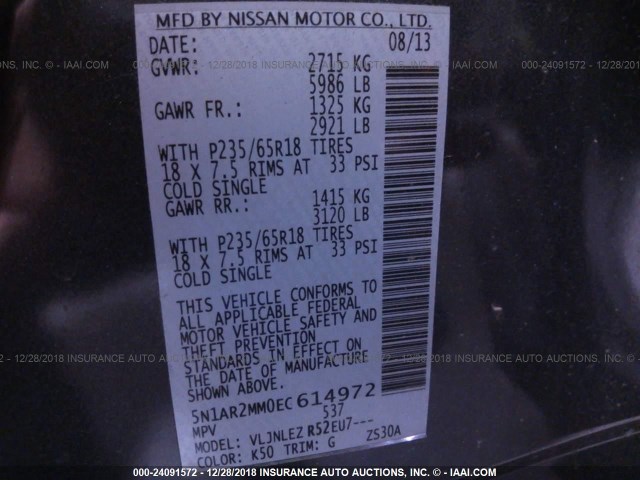 MFD BY NISSAN MOTOR CO., LTD.
DATE: 08/13
GVWR: 2715 KG
5986 LB
GAWR FR.: 1325 KG
2921 LB
WITH P235/65R18 TIRES
18 X 7.5 RIMS AT 33 PSI
COLD SINGLE
GAWR RR.: 1415 KG
3120 LB
WITH P235/65R18 TIRES
18 X 7.5 RIMS AT 33 PSI
COLD SINGLE
THIS VEHICLE CONFORMS TO
ALL APPLICABLE FEDERAL
MOTOR VEHICLE SAFETY AND
THEFT PREVENTION
STANDARDS IN EFFECT ON
THE DATE OF MANUFACTURE
SHOWN ABOVE.
5N1AR2MM0EC614972
MPV 537
MODEL: VLJNLEZ R52EU7---
COLOR: K50 TRIM: G ZS30A
000-24091572 - 12/28/2018 INSURANCE AUTO AUCTIONS, INC. - IAAI.COM